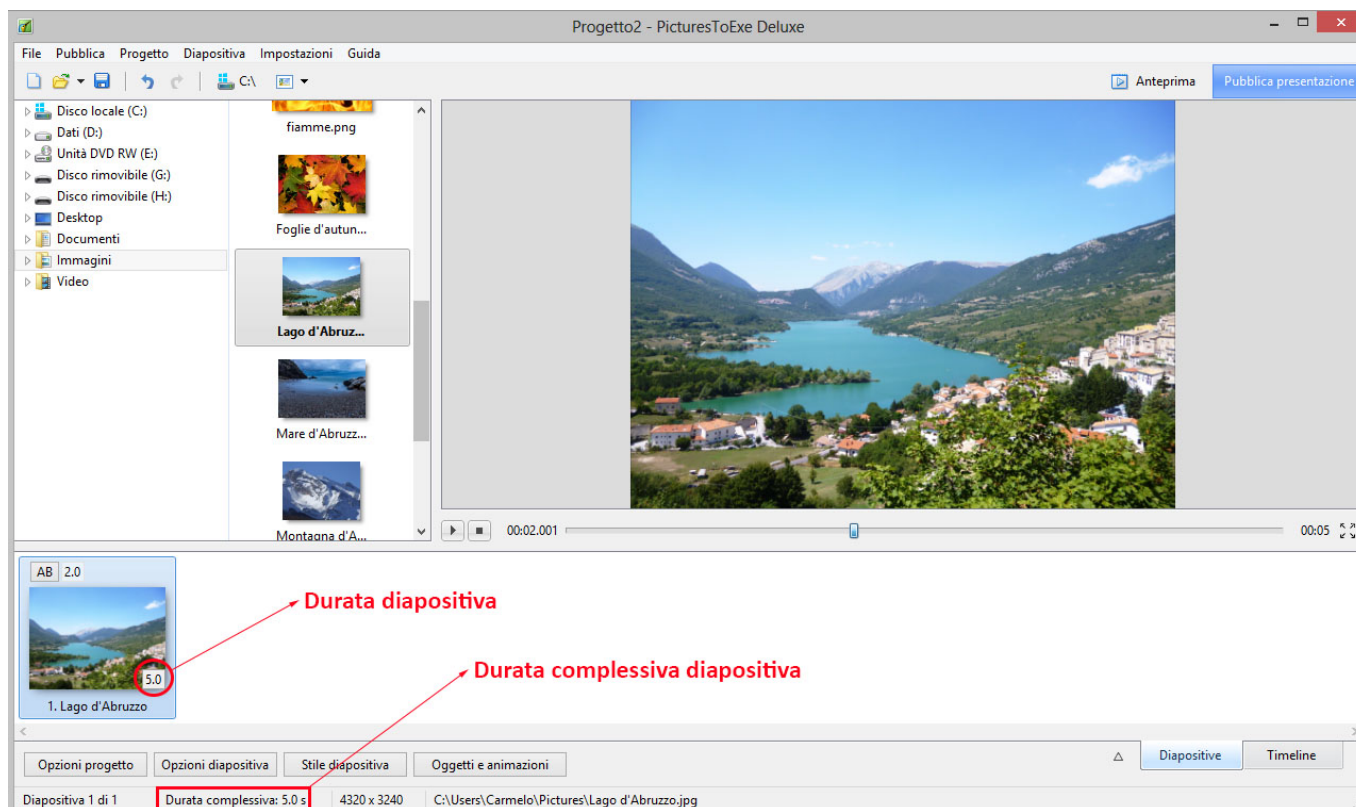 Progetto2 - PicturesToExe Deluxe
File Pubblica Progetto Diapositiva Impostazioni Guida
C:\ Anteprima Pubblica presentazione
Disco locale (C:)
Dati (D:)
Unità DVD RW (E:)
Disco rimovibile (G:)
Disco rimovibile (H:)
Desktop
Documenti
Immagini
Video
fiamme.png
Foglie d'autun...
Lago d'Abruz...
Mare d'Abruzz...
Montagna d'A...
00:02.001 00:05
AB 2.0
5.0
1. Lago d'Abruzzo
Durata diapositiva
Durata complessiva diapositiva
Opzioni progetto Opzioni diapositiva Stile diapositiva Oggetti e animazioni Diapositive Timeline
Diapositiva 1 di 1 Durata complessiva: 5.0 s 4320 x 3240 C:\Users\Carmelo\Pictures\Lago d'Abruzzo.jpg